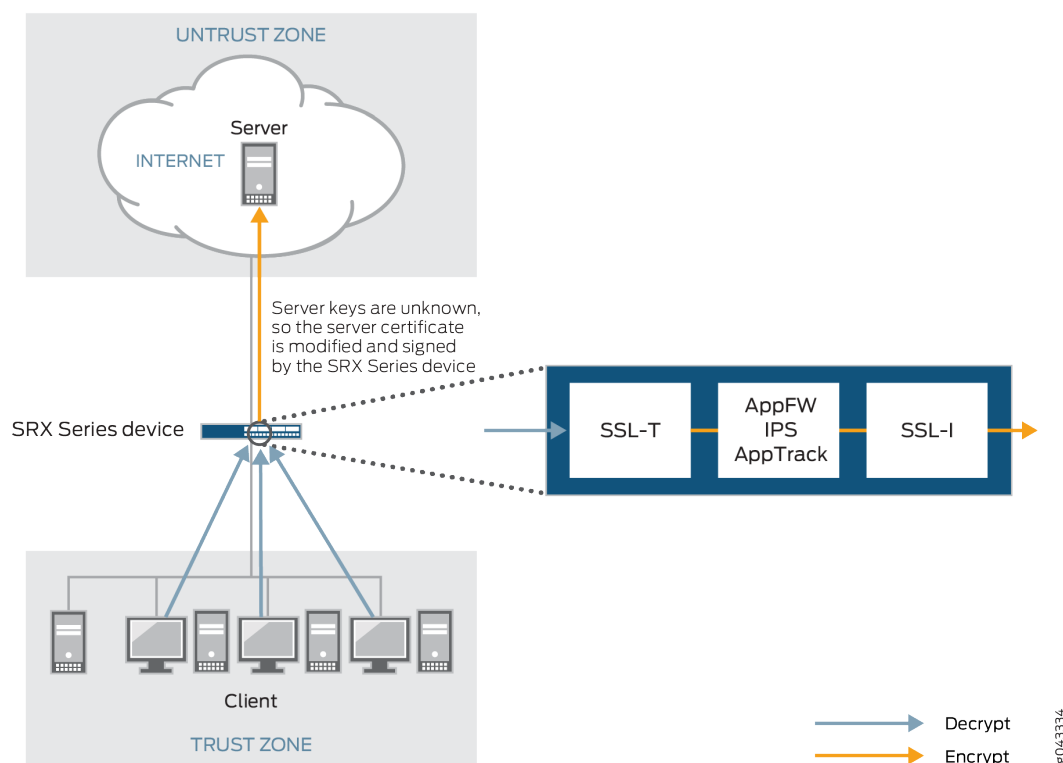 UNTRUST ZONE
Server
INTERNET
Server keys are unknown,
so the server certificate
is modified and signed
by the SRX Series device
SRX Series device
SSL-T
AppFW
IPS
AppTrack
SSL-I
Client
TRUST ZONE
Decrypt
Encrypt
g043334